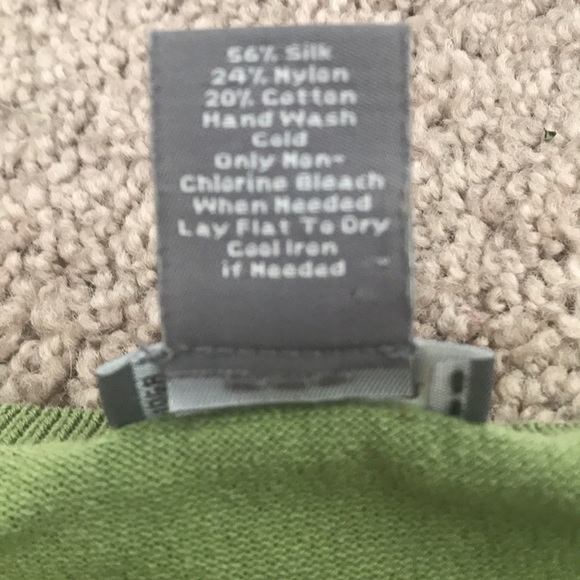 56% Silk
24% Nylon
20% Cotton
Hand Wash
Cold
Only Non-
Chlorine Bleach
When Needed
Lay Flat To Dry
Cool Iron
if Needed